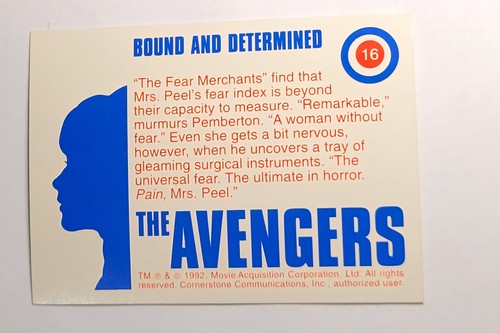 BOUND AND DETERMINED
16
"The Fear Merchants" find that
Mrs. Peel's fear index is beyond
their capacity to measure. "Remarkable,"
murmurs Pemberton. "A woman without
fear." Even she gets a bit nervous,
however, when he uncovers a tray of
gleaming surgical instruments. "The
universal fear. The ultimate in horror.
Pain, Mrs. Peel."
THE AVENGERS
TM ® & © 1992, Movie Acquisition Corporation, Ltd. All rights
reserved. Cornerstone Communications, Inc., authorized user.